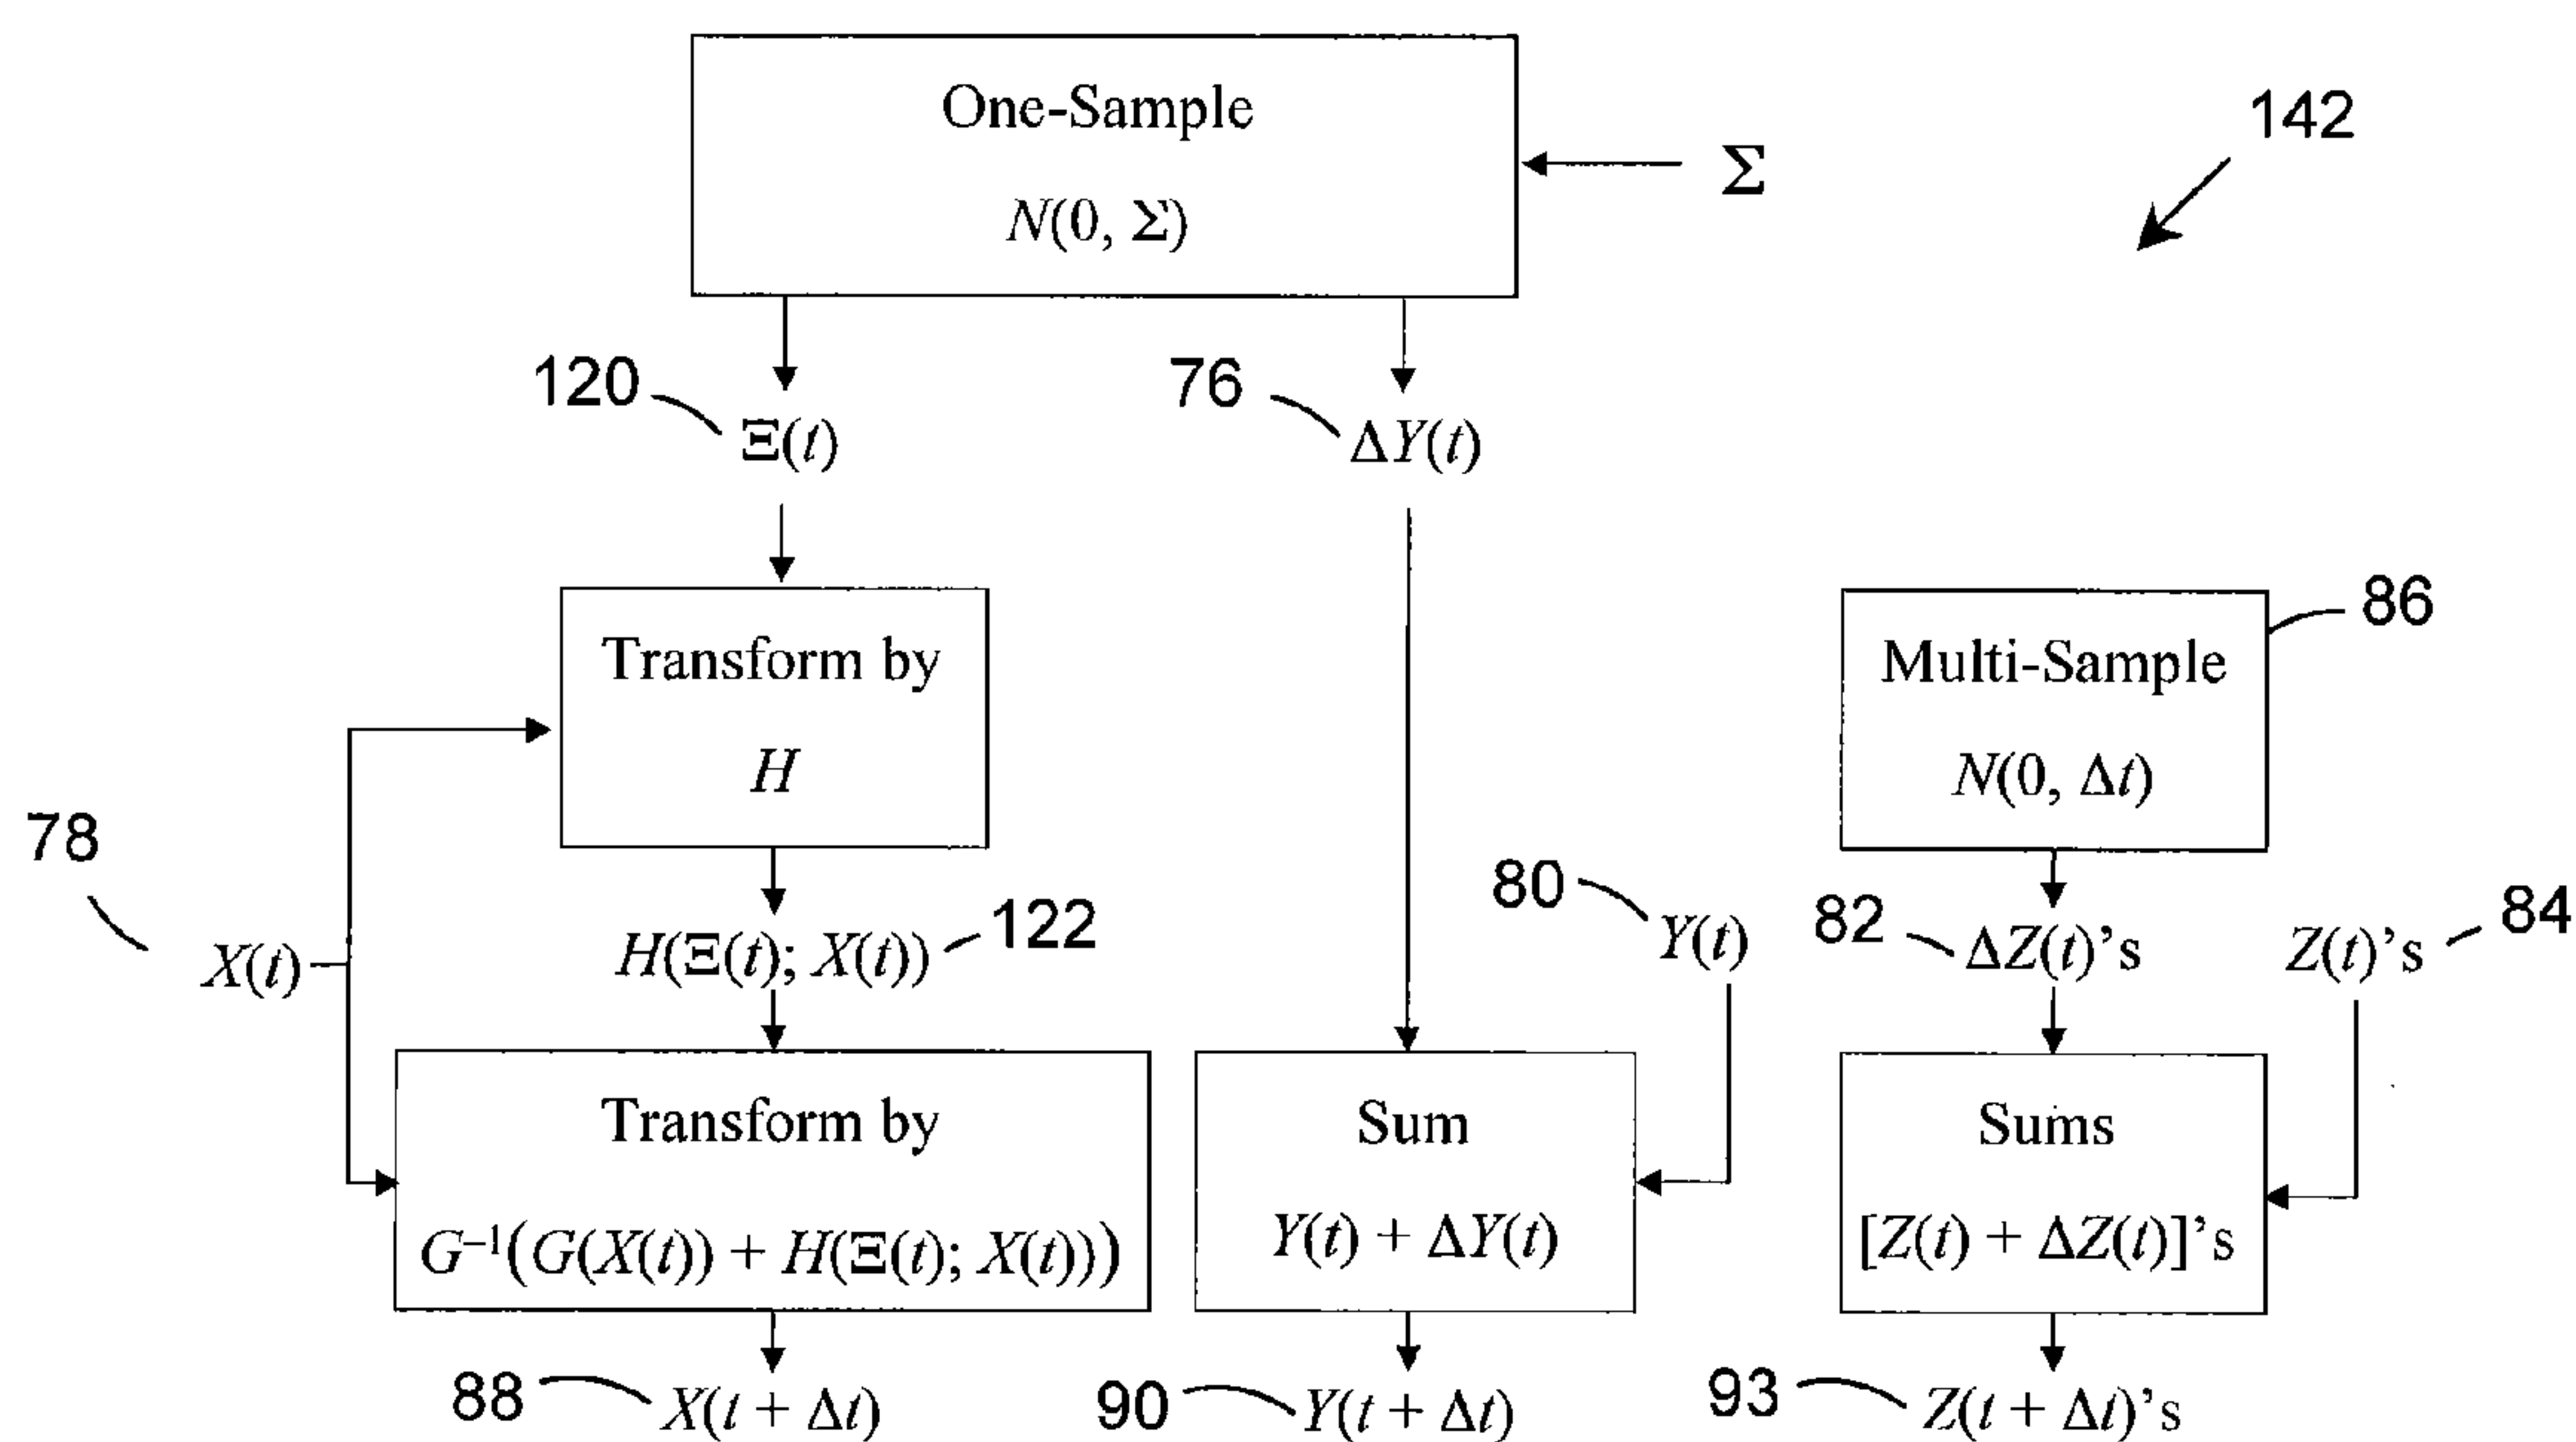 One-Sample
N(0, Σ)
Σ
142
120
Ξ(t)
76
ΔY(t)
Transform by
H
86
Multi-Sample
N(0, Δt)
78
X(t)
H(Ξ(t); X(t))
122
80
Y(t)
82
ΔZ(t)'s
Z(t)'s
84
Transform by
G⁻¹(G(X(t)) + H(Ξ(t); X(t)))
Sum
Y(t) + ΔY(t)
Sums
[Z(t) + ΔZ(t)]'s
88
X(t + Δt)
90
Y(t + Δt)
93
Z(t + Δt)'s